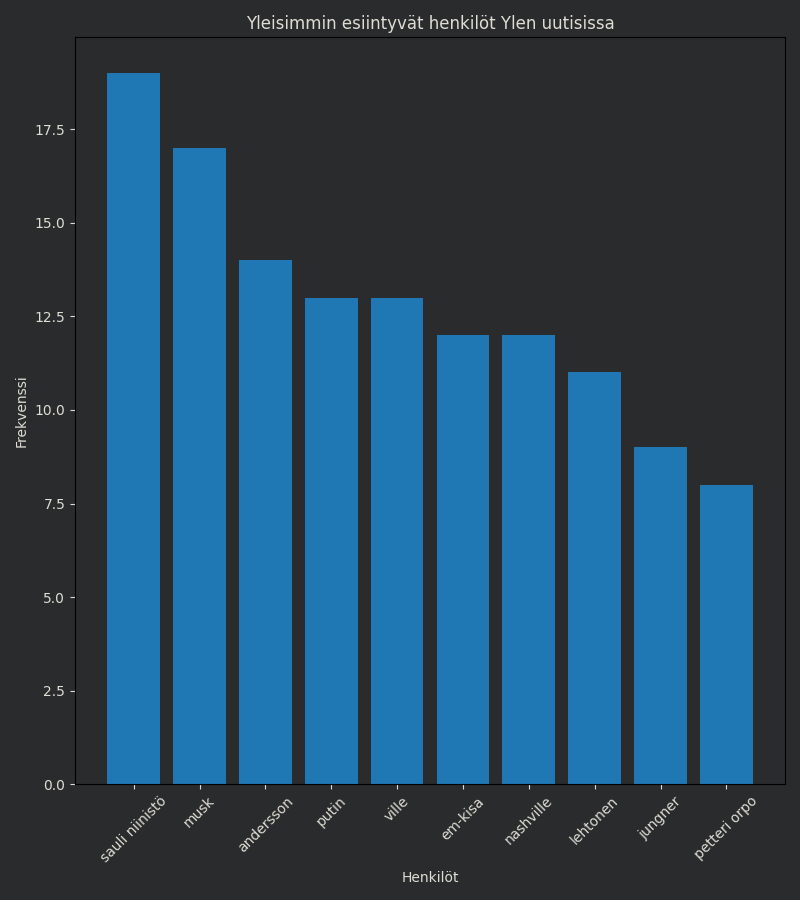 Yleisimmin esiintyvät henkilöt Ylen uutisissa
Frekvenssi
17.5
15.0
12.5
10.0
7.5
5.0
2.5
0.0
sauli niinistö
musk
andersson
putin
ville
em-kisa
nashville
lehtonen
jungner
petteri orpo
Henkilöt